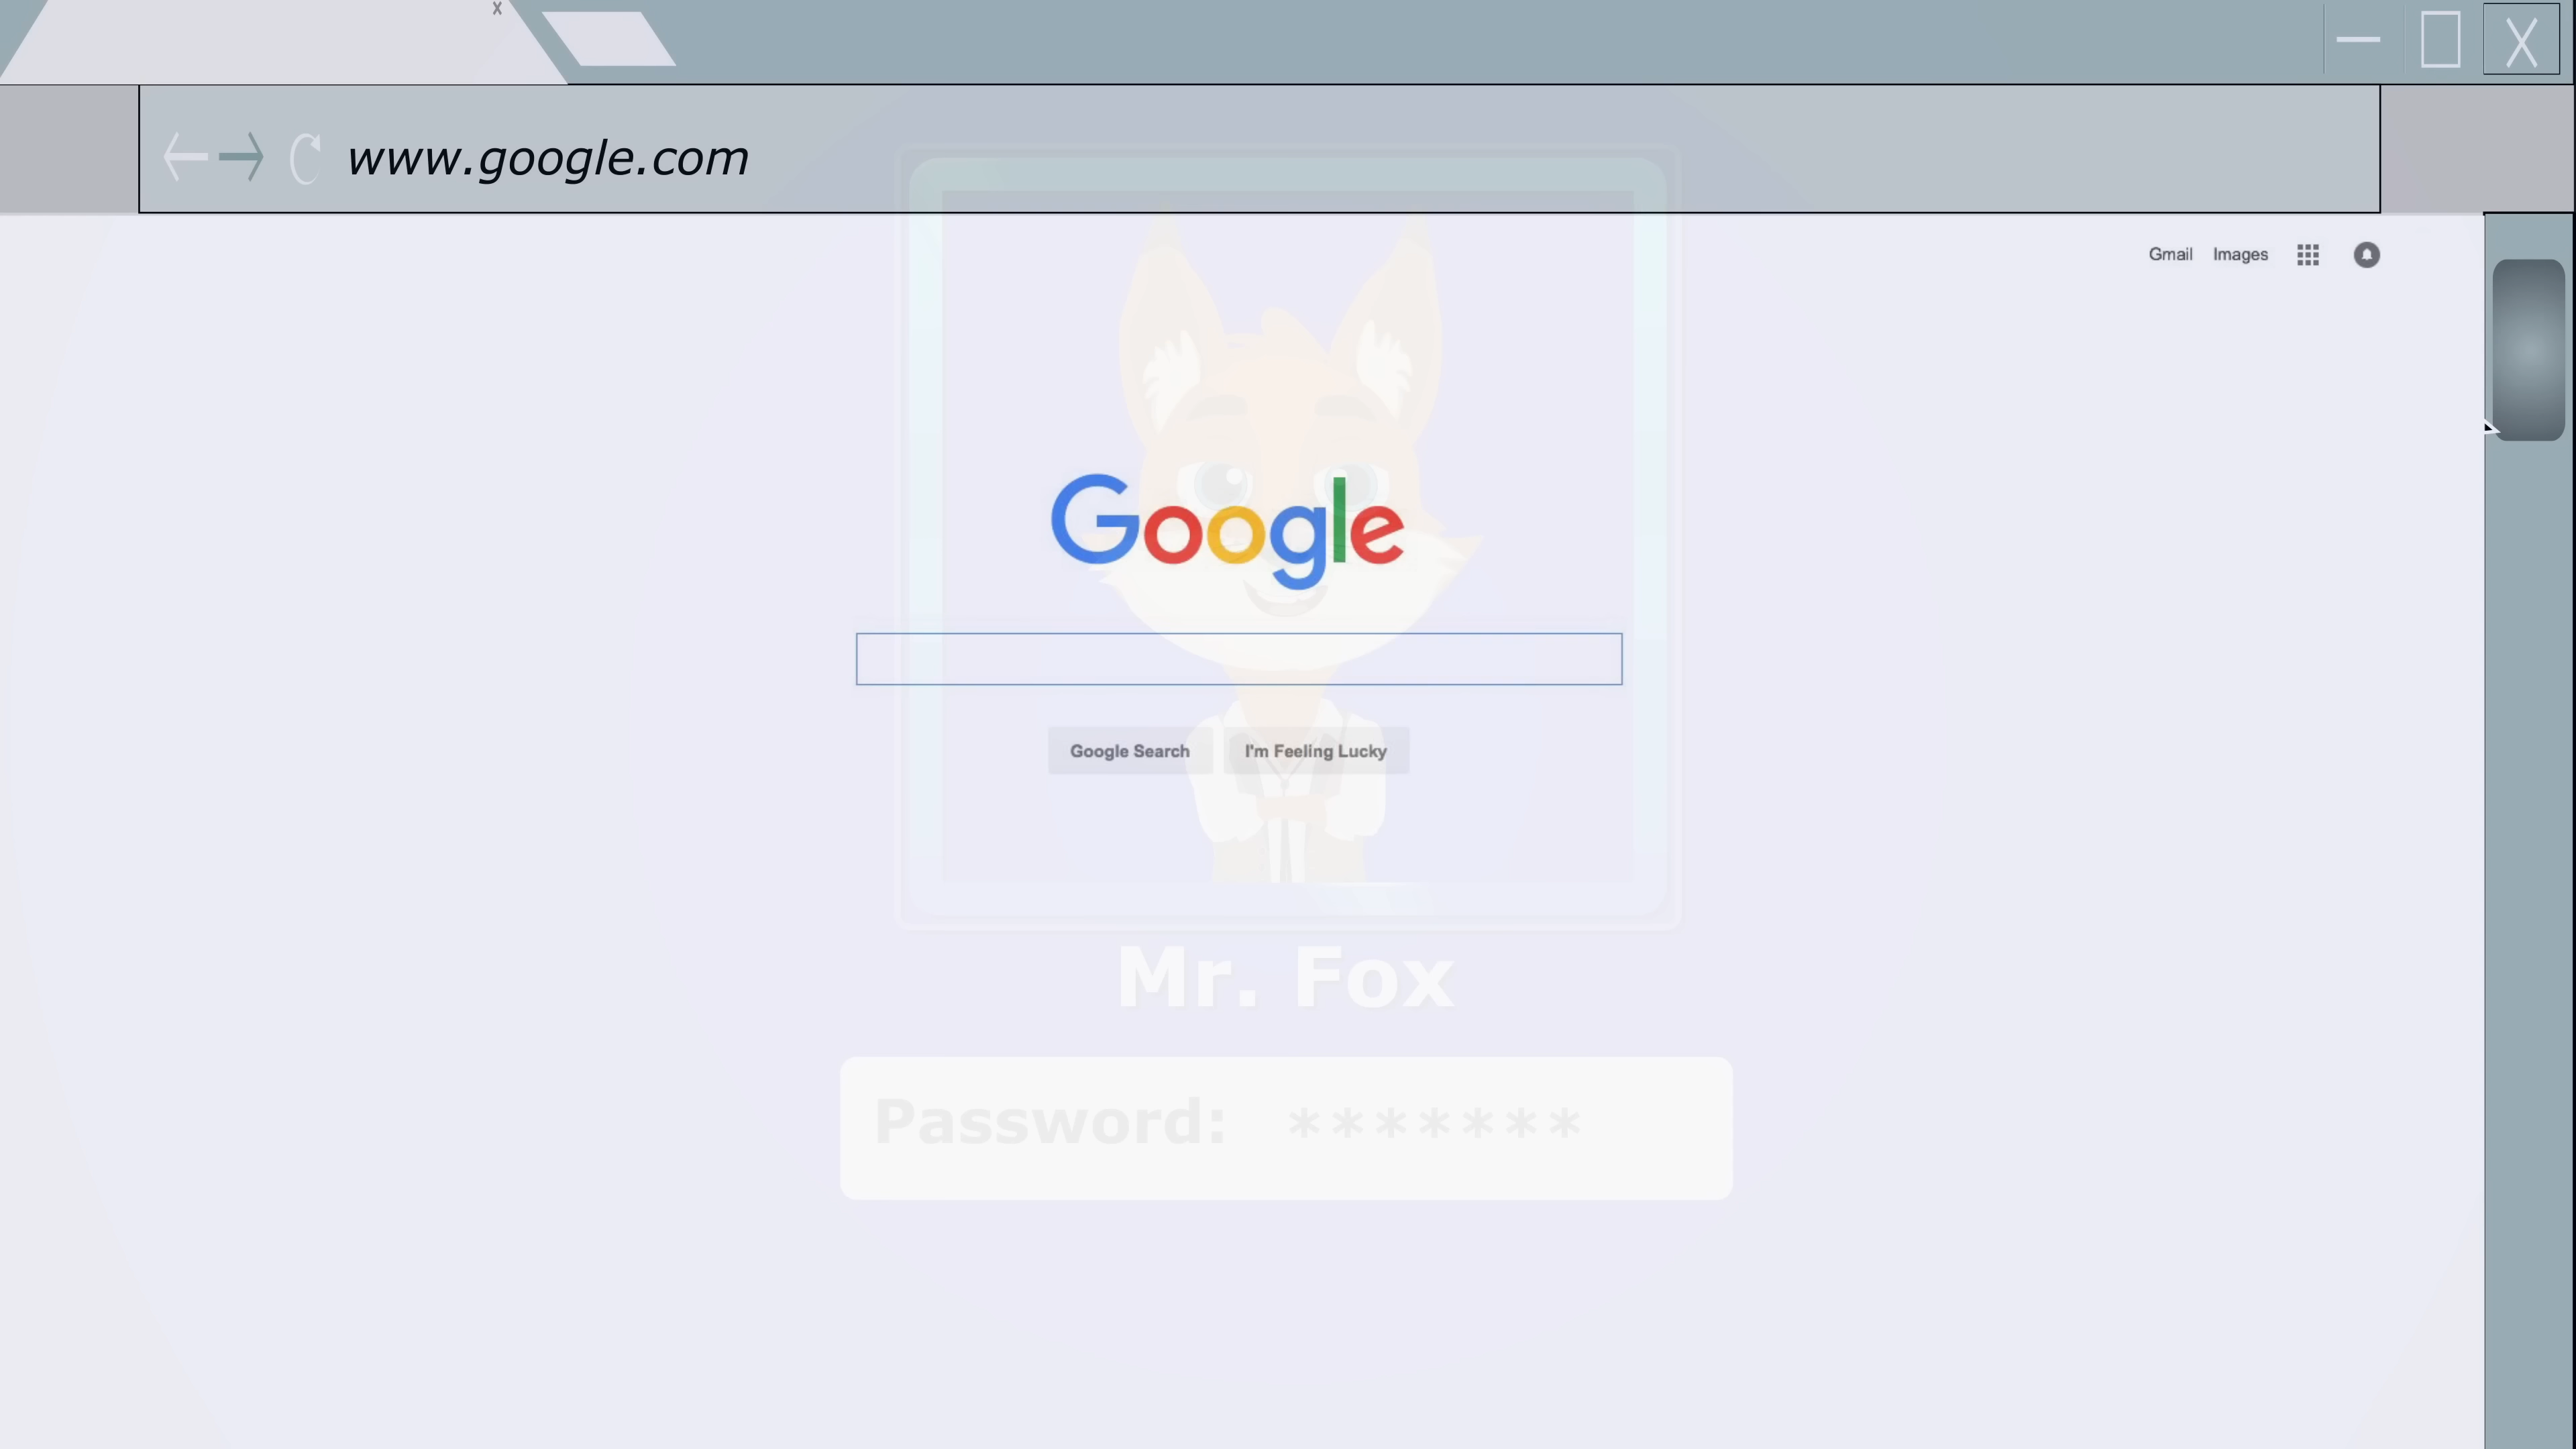 x
X
www.google.com
Gmail Images
Google
Google Search I'm Feeling Lucky
Mr. Fox
Password: *******